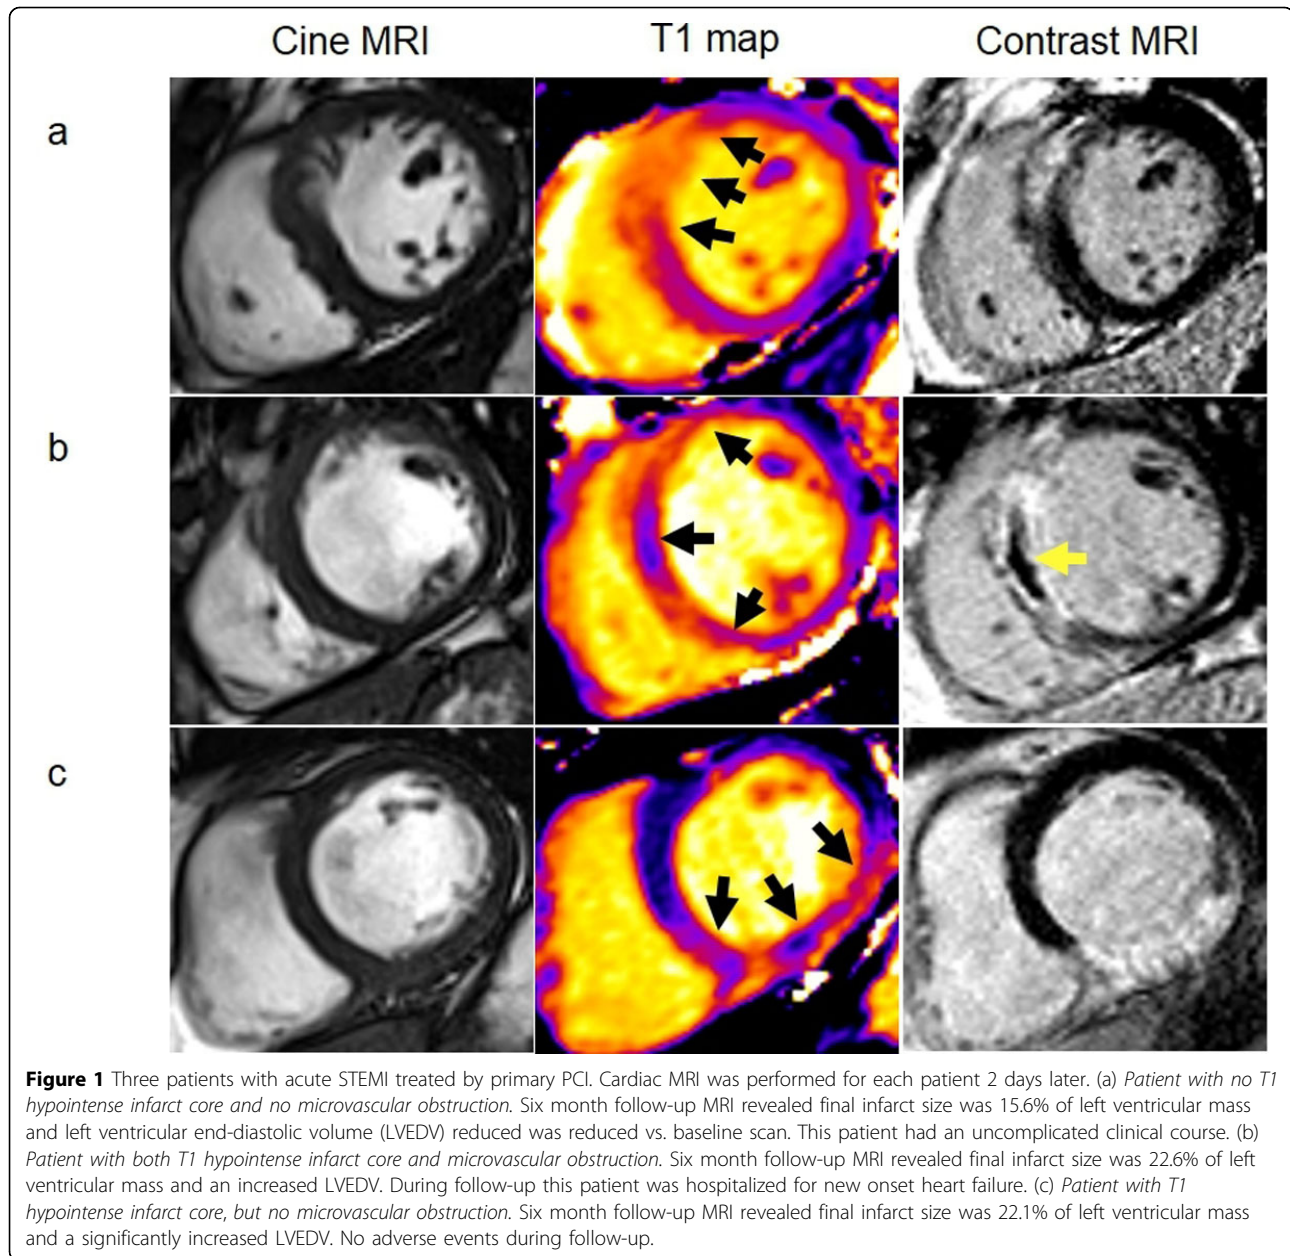 Cine MRI T1 map Contrast MRI
a
b
c
Figure 1 Three patients with acute STEMI treated by primary PCI. Cardiac MRI was performed for each patient 2 days later. (a) Patient with no T1
hypointense infarct core and no microvascular obstruction. Six month follow-up MRI revealed final infarct size was 15.6% of left ventricular mass
and left ventricular end-diastolic volume (LVEDV) reduced was reduced vs. baseline scan. This patient had an uncomplicated clinical course. (b)
Patient with both T1 hypointense infarct core and microvascular obstruction. Six month follow-up MRI revealed final infarct size was 22.6% of left
ventricular mass and an increased LVEDV. During follow-up this patient was hospitalized for new onset heart failure. (c) Patient with T1
hypointense infarct core, but no microvascular obstruction. Six month follow-up MRI revealed final infarct size was 22.1% of left ventricular mass
and a significantly increased LVEDV. No adverse events during follow-up.